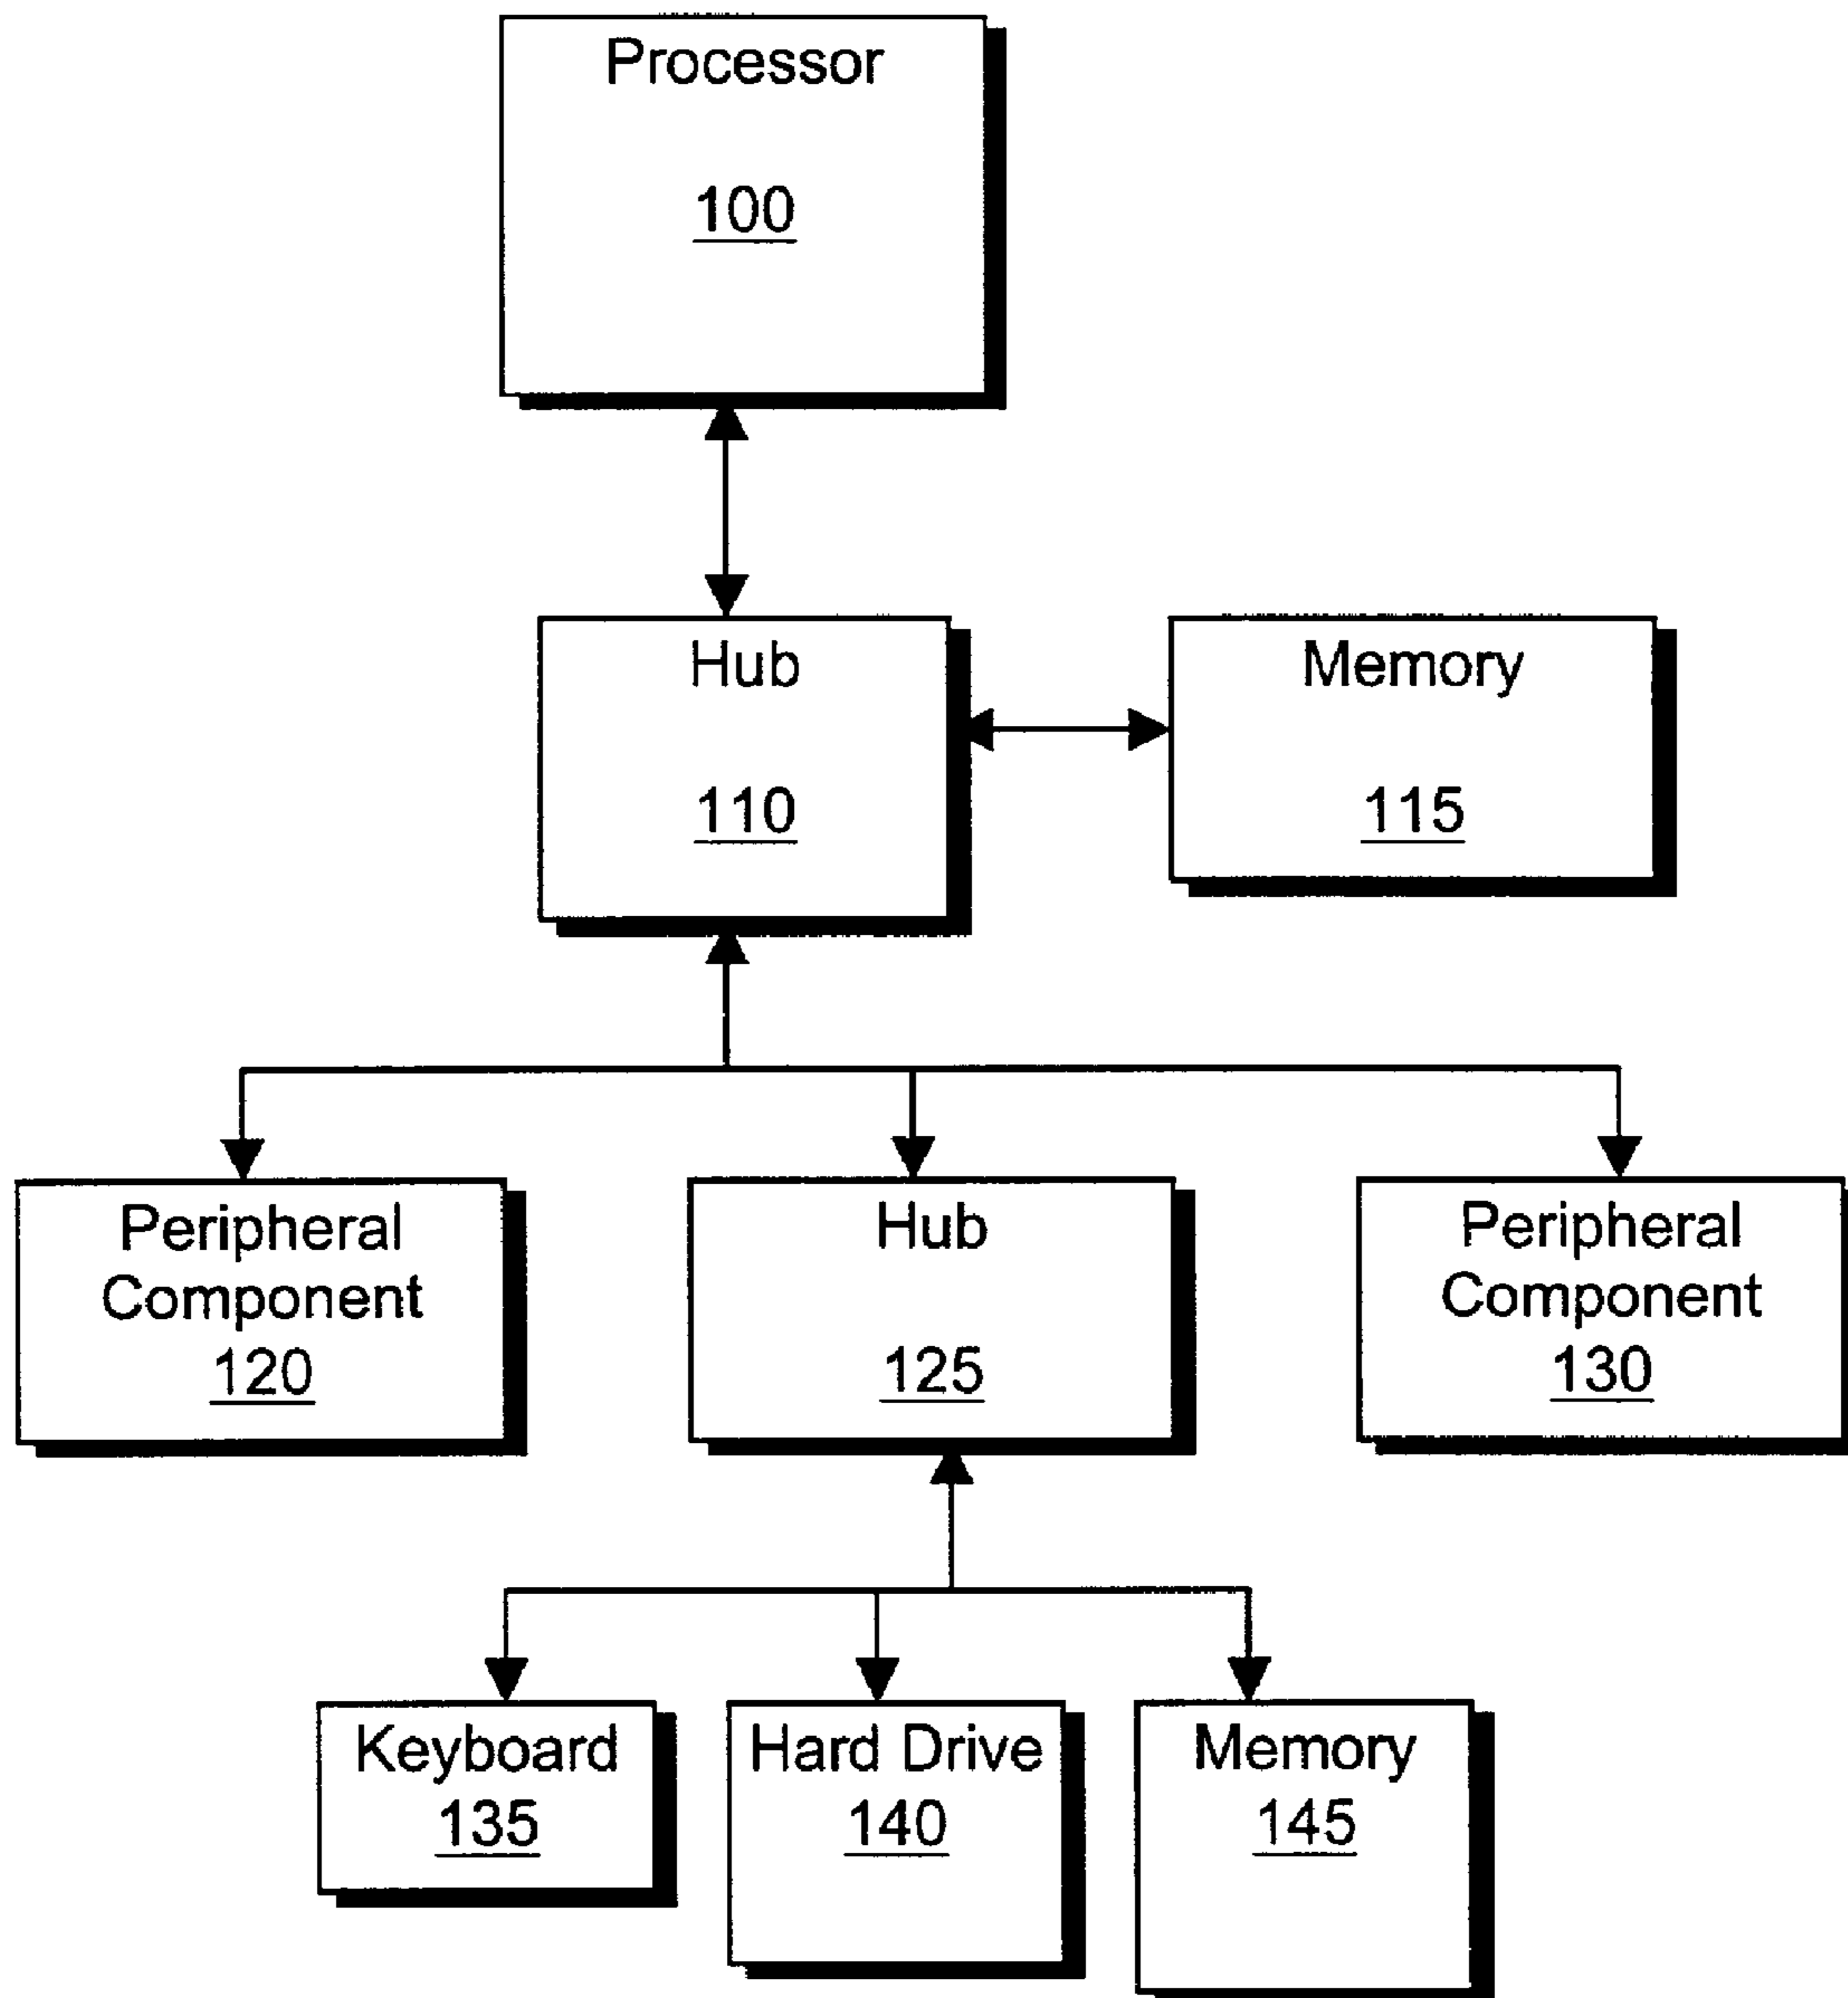 Processor
100
Hub
110
Memory
115
Peripheral
Component
120
Hub
125
Peripheral
Component
130
Keyboard
135
Hard Drive
140
Memory
145